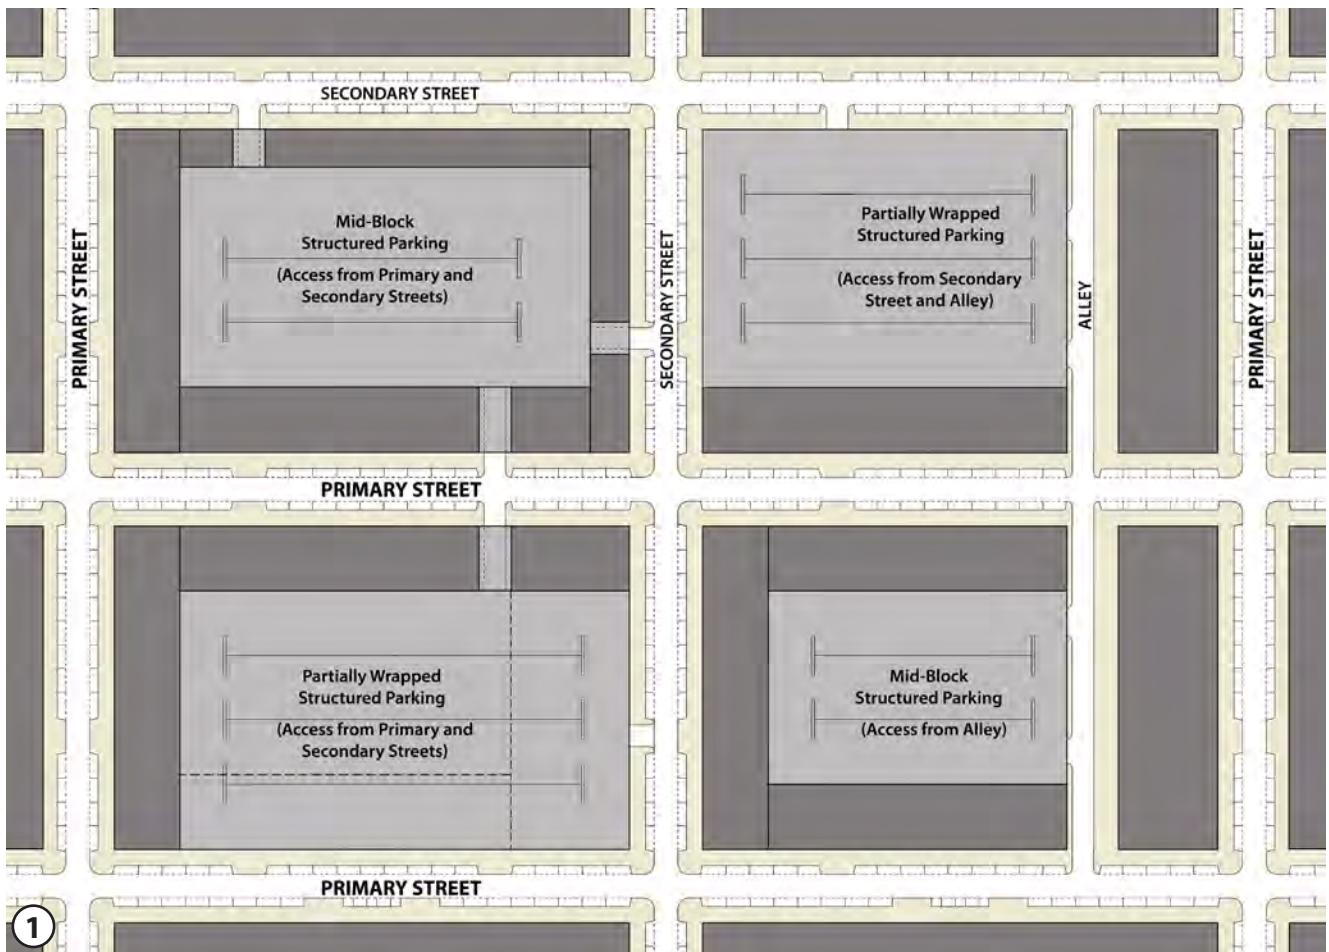 SECONDARY STREET
Mid-Block
Structured Parking
(Access from Primary and
Secondary Streets)
Partially Wrapped
Structured Parking
(Access from Secondary
Street and Alley)
PRIMARY STREET
SECONDARY STREET
ALLEY
PRIMARY STREET
PRIMARY STREET
Partially Wrapped
Structured Parking
(Access from Primary and
Secondary Streets)
Mid-Block
Structured Parking
(Access from Alley)
PRIMARY STREET
1